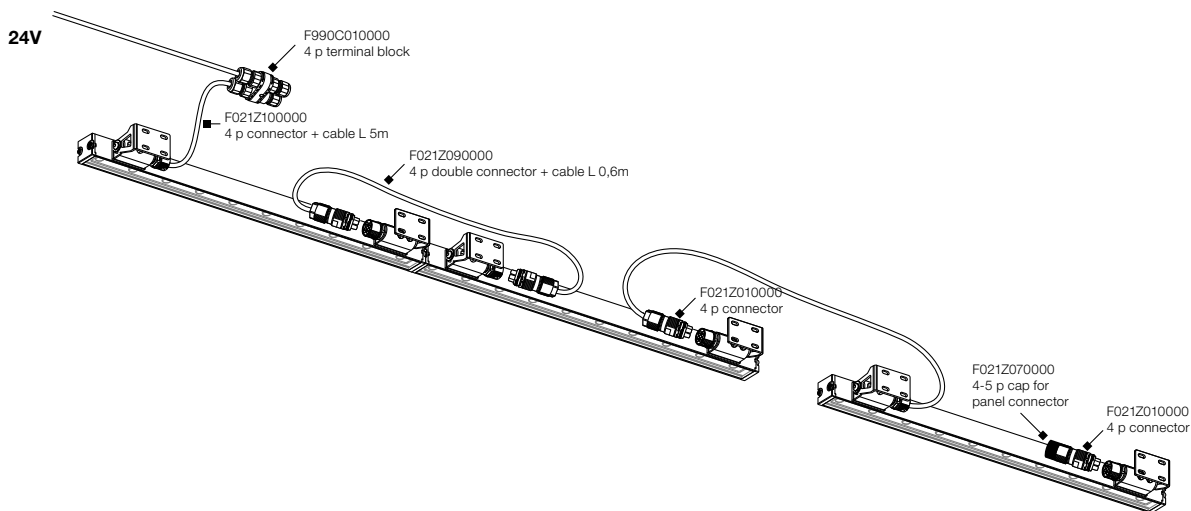 24V
F990C010000
4 p terminal block
F021Z100000
4 p connector + cable L 5m
F021Z090000
4 p double connector + cable L 0,6m
F021Z010000
4 p connector
F021Z070000
4-5 p cap for
panel connector
F021Z010000
4 p connector